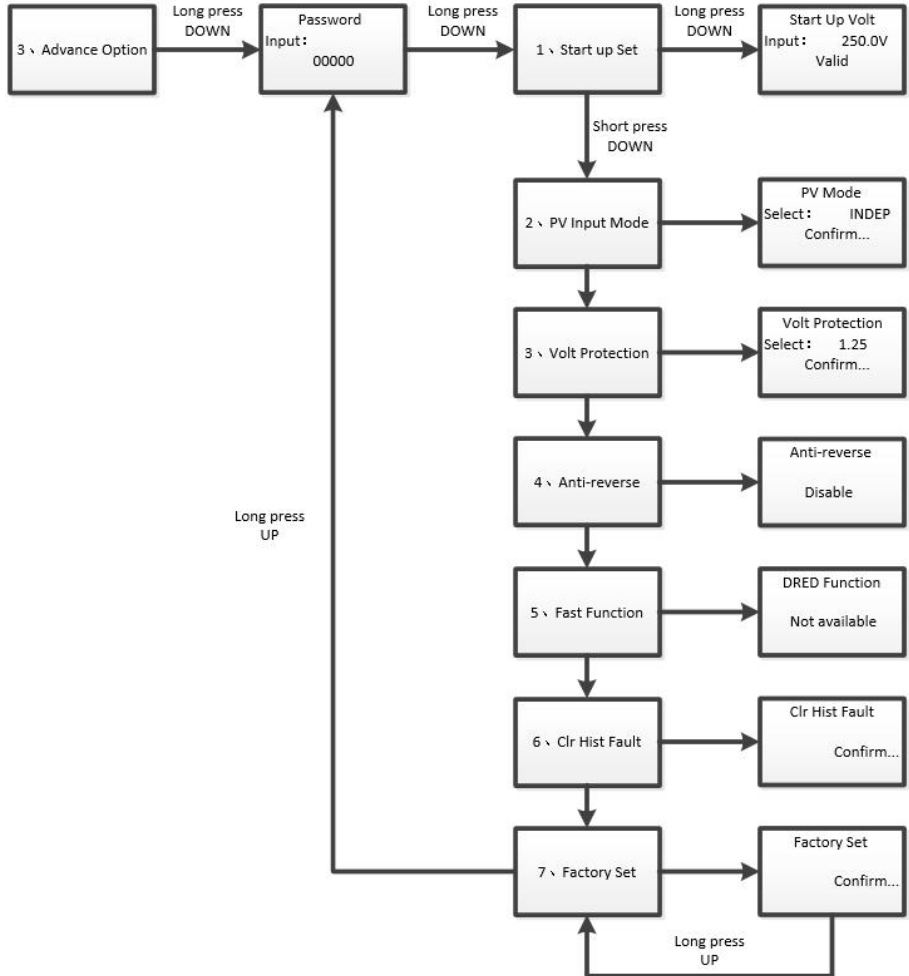 Long press
DOWN
Long press
DOWN
Long press
DOWN
3、Advance Option
Password
Input：
00000
1、Start up Set
Start Up Volt
Input： 250.0V
Valid
Short press
DOWN
2、PV Input Mode
PV Mode
Select： INDEP
Confirm...
3、Volt Protection
Volt Protection
Select： 1.25
Confirm...
4、Anti-reverse
Anti-reverse
Disable
Long press
UP
5、Fast Function
DRED Function
Not available
6、Clr Hist Fault
Clr Hist Fault
Confirm...
7、Factory Set
Factory Set
Confirm...
Long press
UP